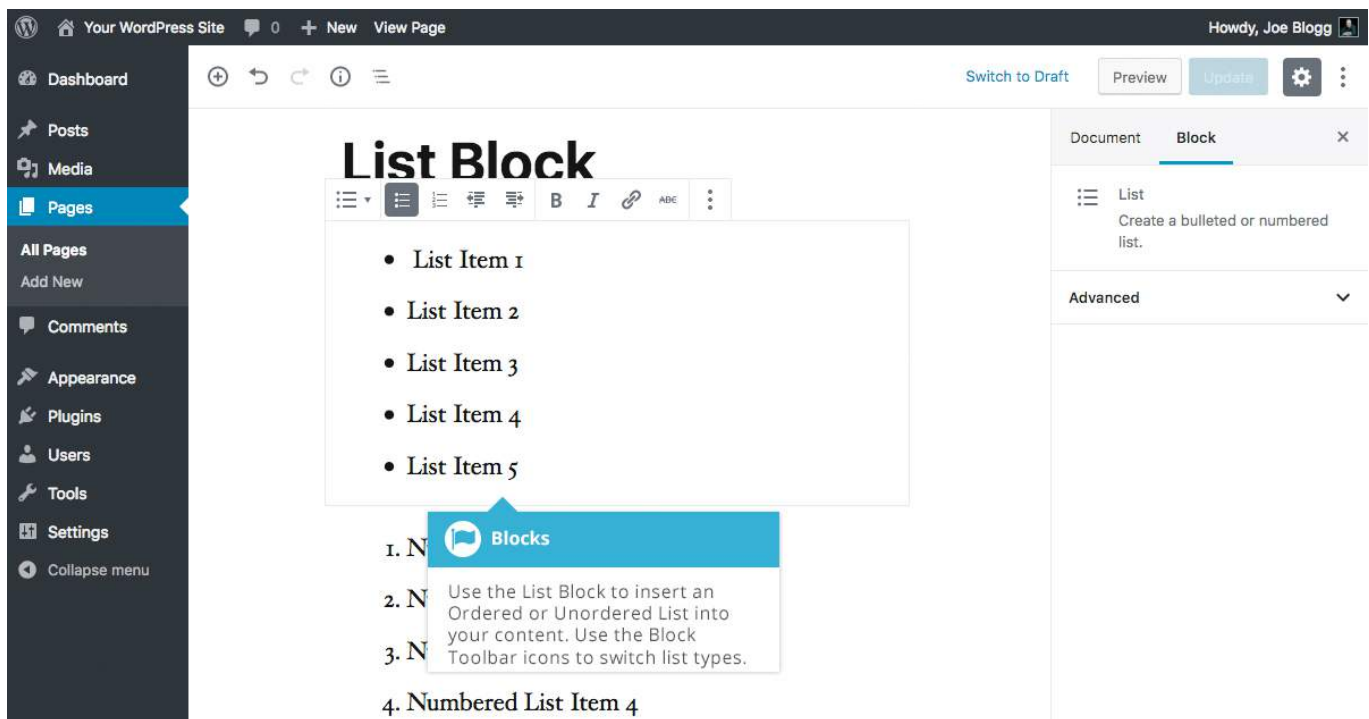 Your WordPress Site 0 + New View Page Howdy, Joe Blogg
Dashboard
Posts
Media
Pages
All Pages
Add New
Comments
Appearance
Plugins
Users
Tools
Settings
Collapse menu
Switch to Draft Preview Update
List Block
B I ABC
• List Item 1
• List Item 2
• List Item 3
• List Item 4
• List Item 5
1. N
2. N
3. N
4. Numbered List Item 4
Blocks
Use the List Block to insert an
Ordered or Unordered List into
your content. Use the Block
Toolbar icons to switch list types.
Document Block ×
List
Create a bulleted or numbered
list.
Advanced